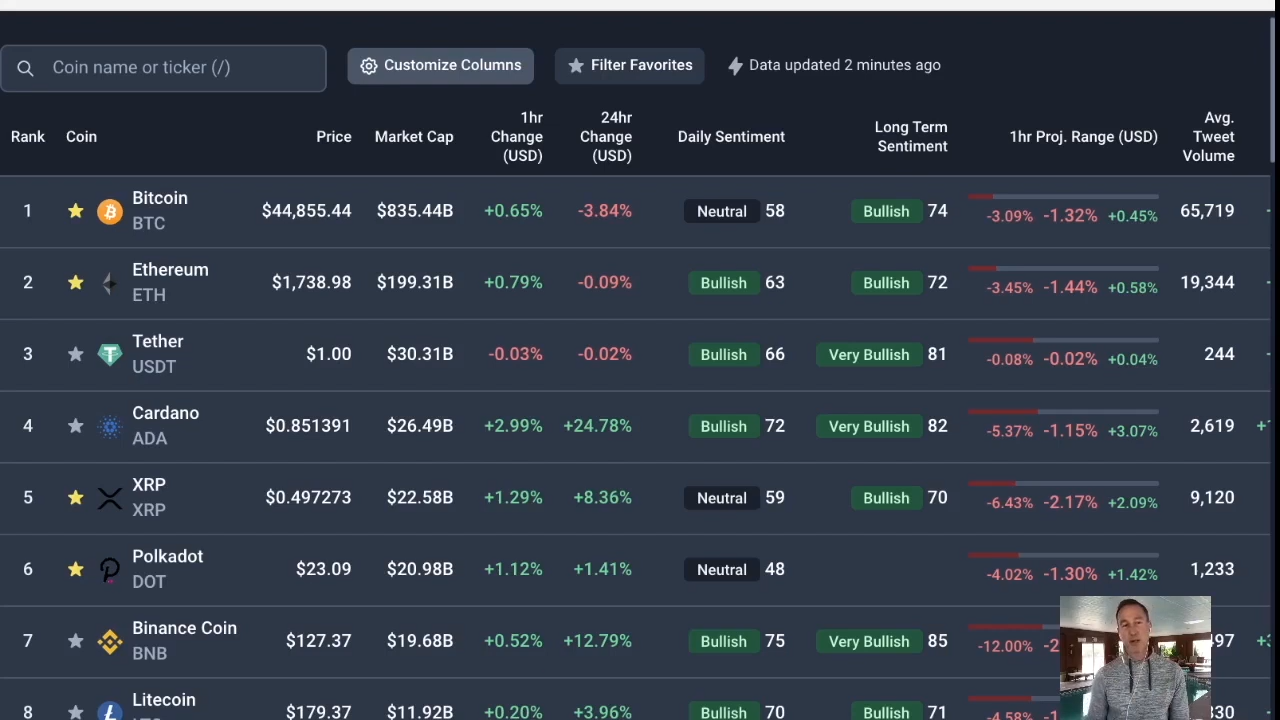 Coin name or ticker (/)
Customize Columns
Filter Favorites
Data updated 2 minutes ago
Rank Coin Price Market Cap 1hr Change (USD) 24hr Change (USD) Daily Sentiment Long Term Sentiment 1hr Proj. Range (USD) Avg. Tweet Volume
1 Bitcoin BTC $44,855.44 $835.44B +0.65% -3.84% Neutral 58 Bullish 74 -3.09% -1.32% +0.45% 65,719
2 Ethereum ETH $1,738.98 $199.31B +0.79% -0.09% Bullish 63 Bullish 72 -3.45% -1.44% +0.58% 19,344
3 Tether USDT $1.00 $30.31B -0.03% -0.02% Bullish 66 Very Bullish 81 -0.08% -0.02% +0.04% 244
4 Cardano ADA $0.851391 $26.49B +2.99% +24.78% Bullish 72 Very Bullish 82 -5.37% -1.15% +3.07% 2,619
5 XRP XRP $0.497273 $22.58B +1.29% +8.36% Neutral 59 Bullish 70 -6.43% -2.17% +2.09% 9,120
6 Polkadot DOT $23.09 $20.98B +1.12% +1.41% Neutral 48 -4.02% -1.30% +1.42% 1,233
7 Binance Coin BNB $127.37 $19.68B +0.52% +12.79% Bullish 75 Very Bullish 85 -12.00%
8 Litecoin $179.37 $11.92B +0.20% +3.96% Bullish 70 Bullish 71 -4.58%